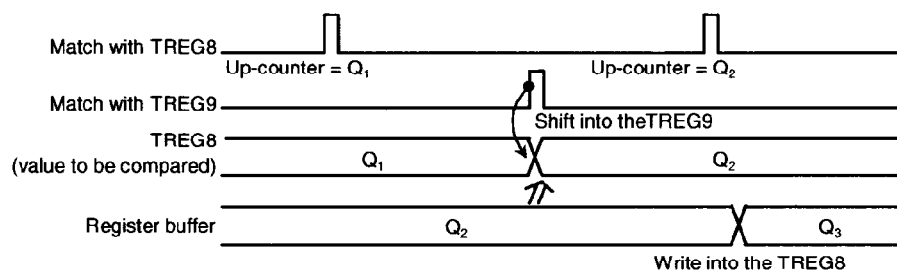 Match with TREG8
Up-counter = Q1 Up-counter = Q2
Match with TREG9
Shift into theTREG9
TREG8
(value to be compared) Q1 Q2
Register buffer Q2 Q3
Write into the TREG8